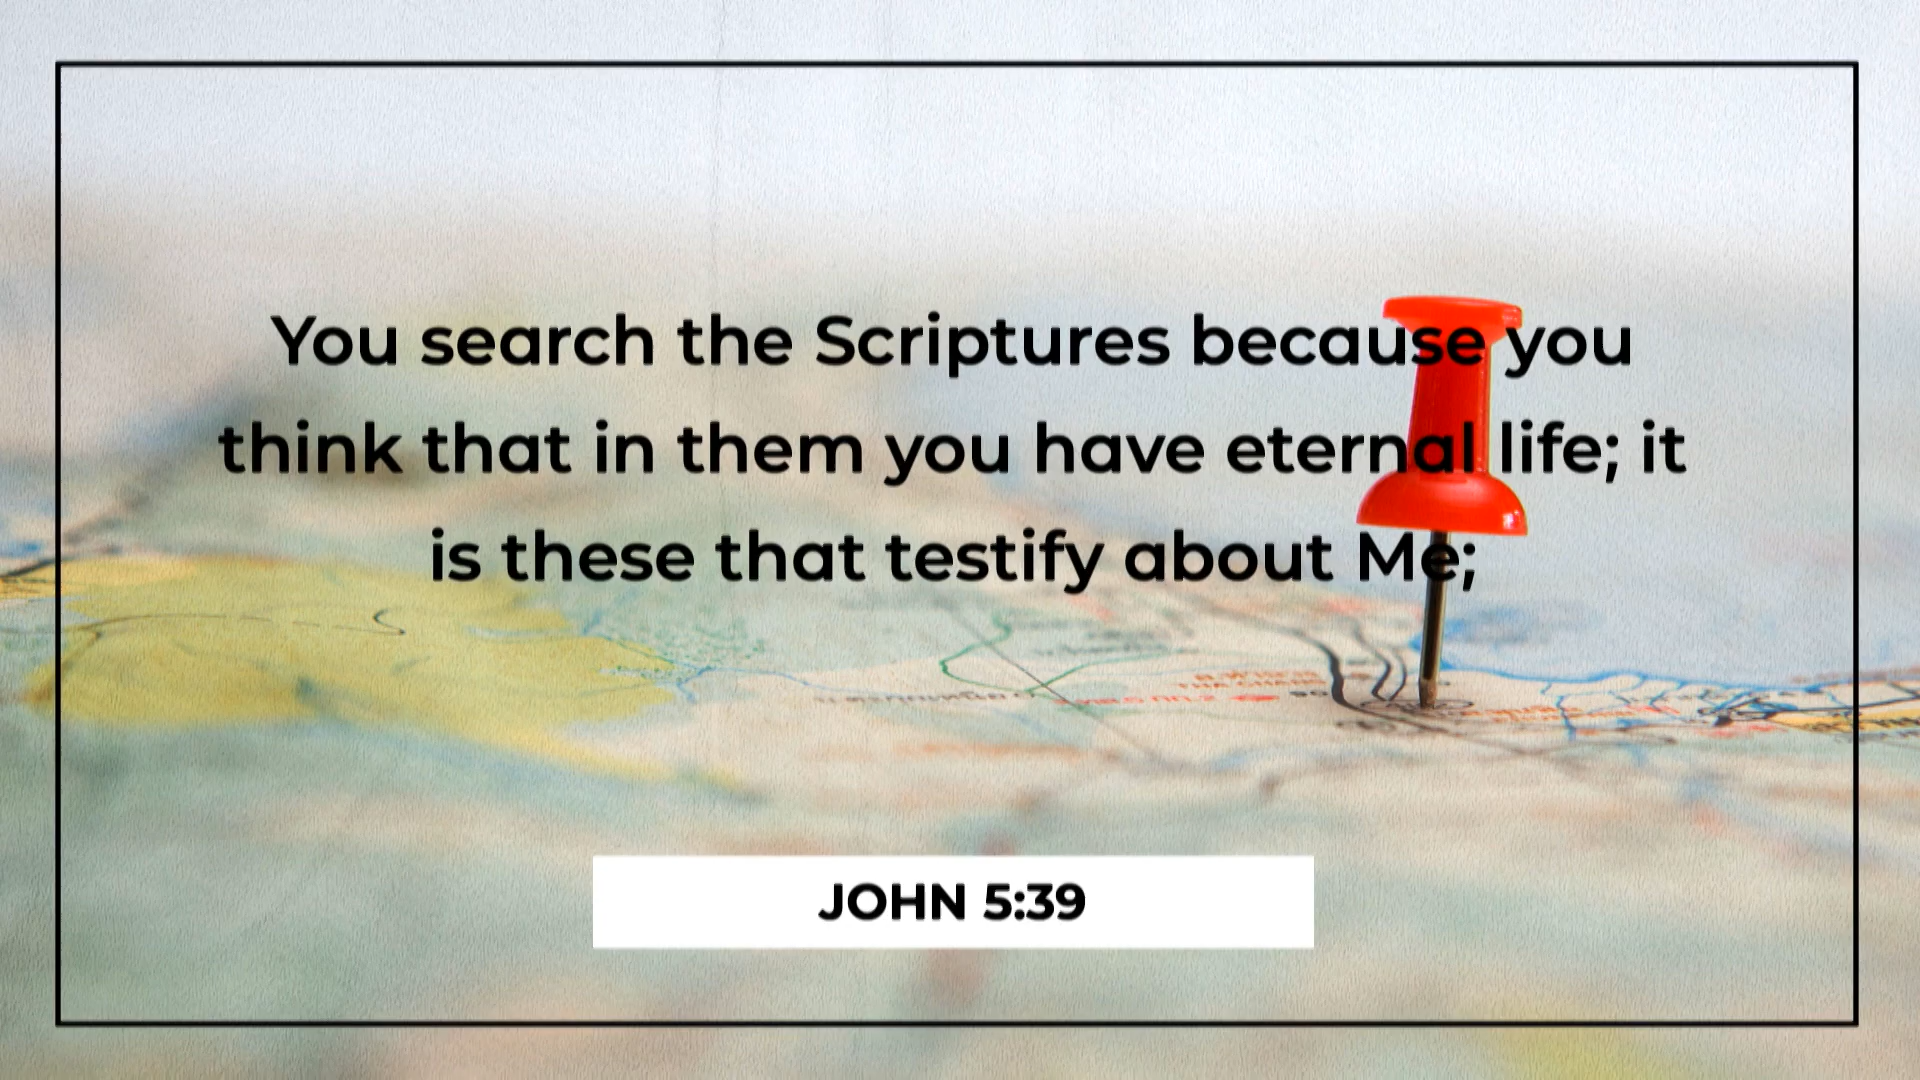 You search the Scriptures because you
think that in them you have eternal life; it
is these that testify about Me;
JOHN 5:39